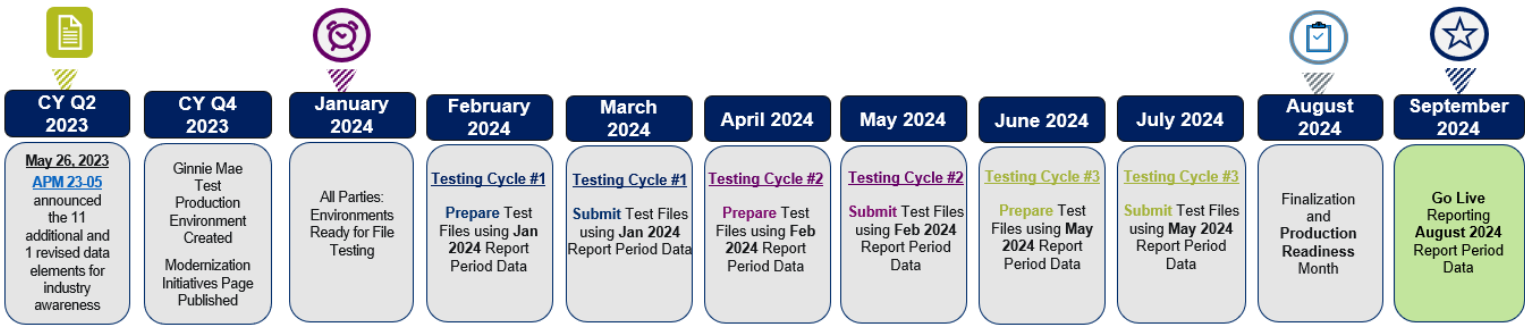 CY Q2
2023
May 26, 2023
APM 23-05
announced
the 11
additional and
1 revised data
elements for
industry
awareness
CY Q4
2023
Ginnie Mae
Test
Production
Environment
Created
Modernization
Initiatives Page
Published
January
2024
All Parties:
Environments
Ready for File
Testing
February
2024
Testing Cycle #1
Prepare Test
Files using Jan
2024 Report
Period Data
March
2024
Testing Cycle #1
Submit Test Files
using Jan 2024
Report Period Data
April 2024
Testing Cycle #2
Prepare Test
Files using Feb
2024 Report
Period Data
May 2024
Testing Cycle #2
Submit Test Files
using Feb 2024
Report Period
Data
June 2024
Testing Cycle #3
Prepare Test
Files using May
2024 Report
Period Data
July 2024
Testing Cycle #3
Submit Test Files
using May 2024
Report Period
Data
August
2024
Finalization
and
Production
Readiness
Month
September
2024
Go Live
Reporting
August 2024
Report Period
Data